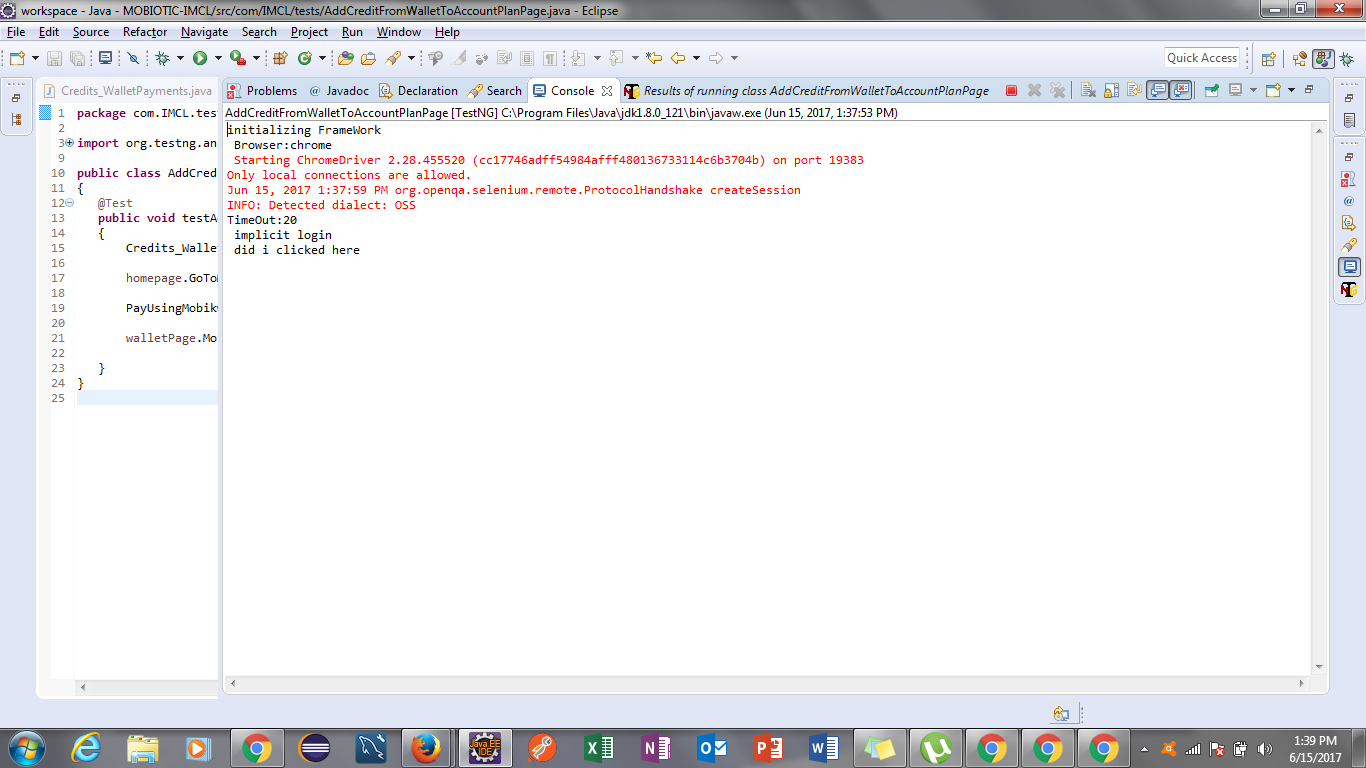 workspace - Java - MOBIOTIC-IMCL/src/com/IMCL/tests/AddCreditFromWalletToAccountPlanPage.java - Eclipse
File Edit Source Refactor Navigate Search Project Run Window Help
Quick Access
Credits_WalletPayments.java
Problems @ Javadoc Declaration Search Console Results of running class AddCreditFromWalletToAccountPlanPage
AddCreditFromWalletToAccountPlanPage [TestNG] C:\Program Files\Java\jdk1.8.0_121\bin\javaw.exe (Jun 15, 2017, 1:37:53 PM)
1 package com.IMCL.tes
2
3 import org.testng.an
9
10 public class AddCred
11 {
12 @Test
13 public void testA
14 {
15 Credits_Walle
16
17 homepage.GoTo
18
19 PayUsingMobik
20
21 walletPage.Mo
22
23 }
24 }
25
initializing FrameWork
Browser:chrome
Starting ChromeDriver 2.28.455520 (cc17746adff54984afff480136733114c6b3704b) on port 19383
Only local connections are allowed.
Jun 15, 2017 1:37:59 PM org.openqa.selenium.remote.ProtocolHandshake createSession
INFO: Detected dialect: OSS
TimeOut:20
implicit login
did i clicked here
Java EE
IDE
1:39 PM
6/15/2017